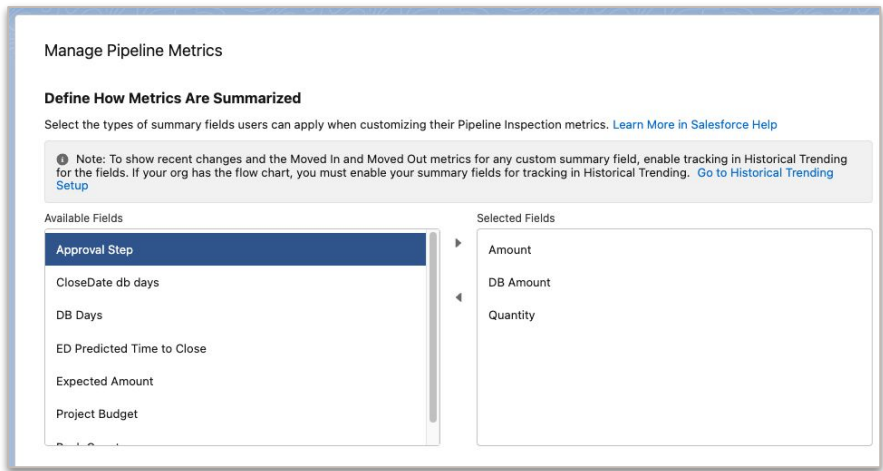 Manage Pipeline Metrics
Define How Metrics Are Summarized
Select the types of summary fields users can apply when customizing their Pipeline Inspection metrics. Learn More in Salesforce Help
Note: To show recent changes and the Moved In and Moved Out metrics for any custom summary field, enable tracking in Historical Trending
for the fields. If your org has the flow chart, you must enable your summary fields for tracking in Historical Trending. Go to Historical Trending
Setup
Available Fields
Approval Step
CloseDate db days
DB Days
ED Predicted Time to Close
Expected Amount
Project Budget
Selected Fields
Amount
DB Amount
Quantity